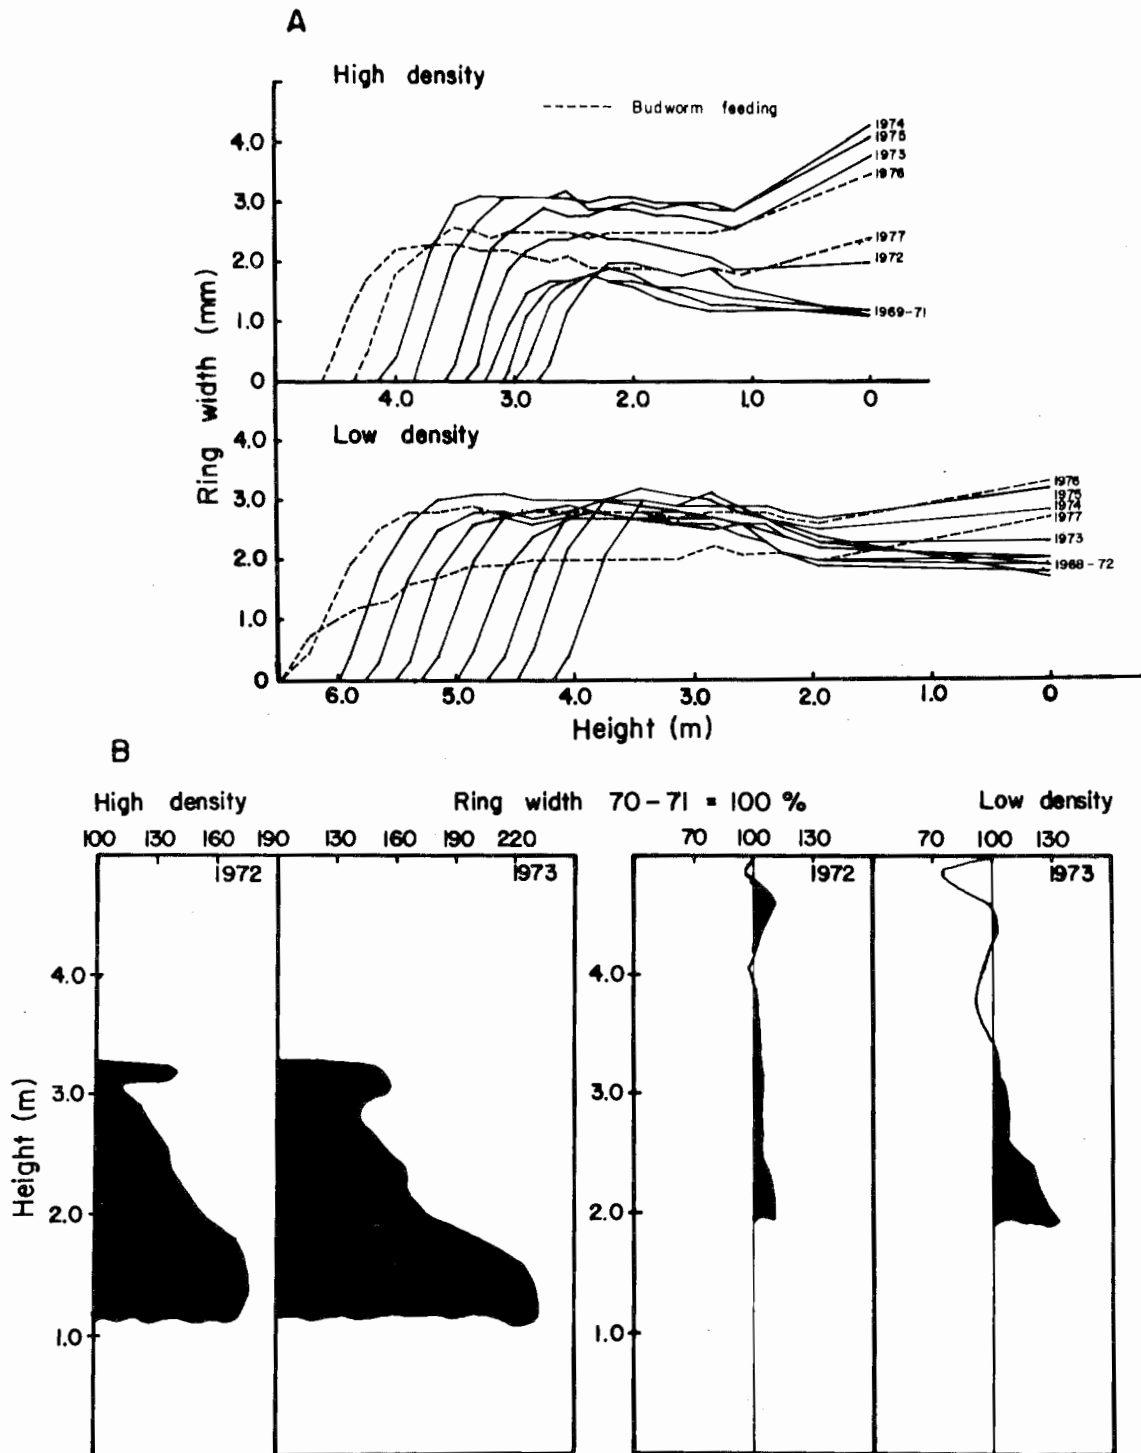 A
High density
Budworm feeding
4.0
3.0
2.0
1.0
0
1974
1975
1973
1976
1977
1972
1969-71
4.0 3.0 2.0 1.0 0
Ring width (mm)
Low density
4.0
3.0
2.0
1.0
0
1976
1975
1974
1977
1973
1968-72
6.0 5.0 4.0 3.0 2.0 1.0 0
Height (m)
B
High density Ring width 70-71 = 100 % Low density
100 130 160 190 130 160 190 220 70 100 130 70 100 130
1972 1973 1972 1973
4.0 4.0
3.0 3.0
2.0 2.0
1.0 1.0
Height (m)